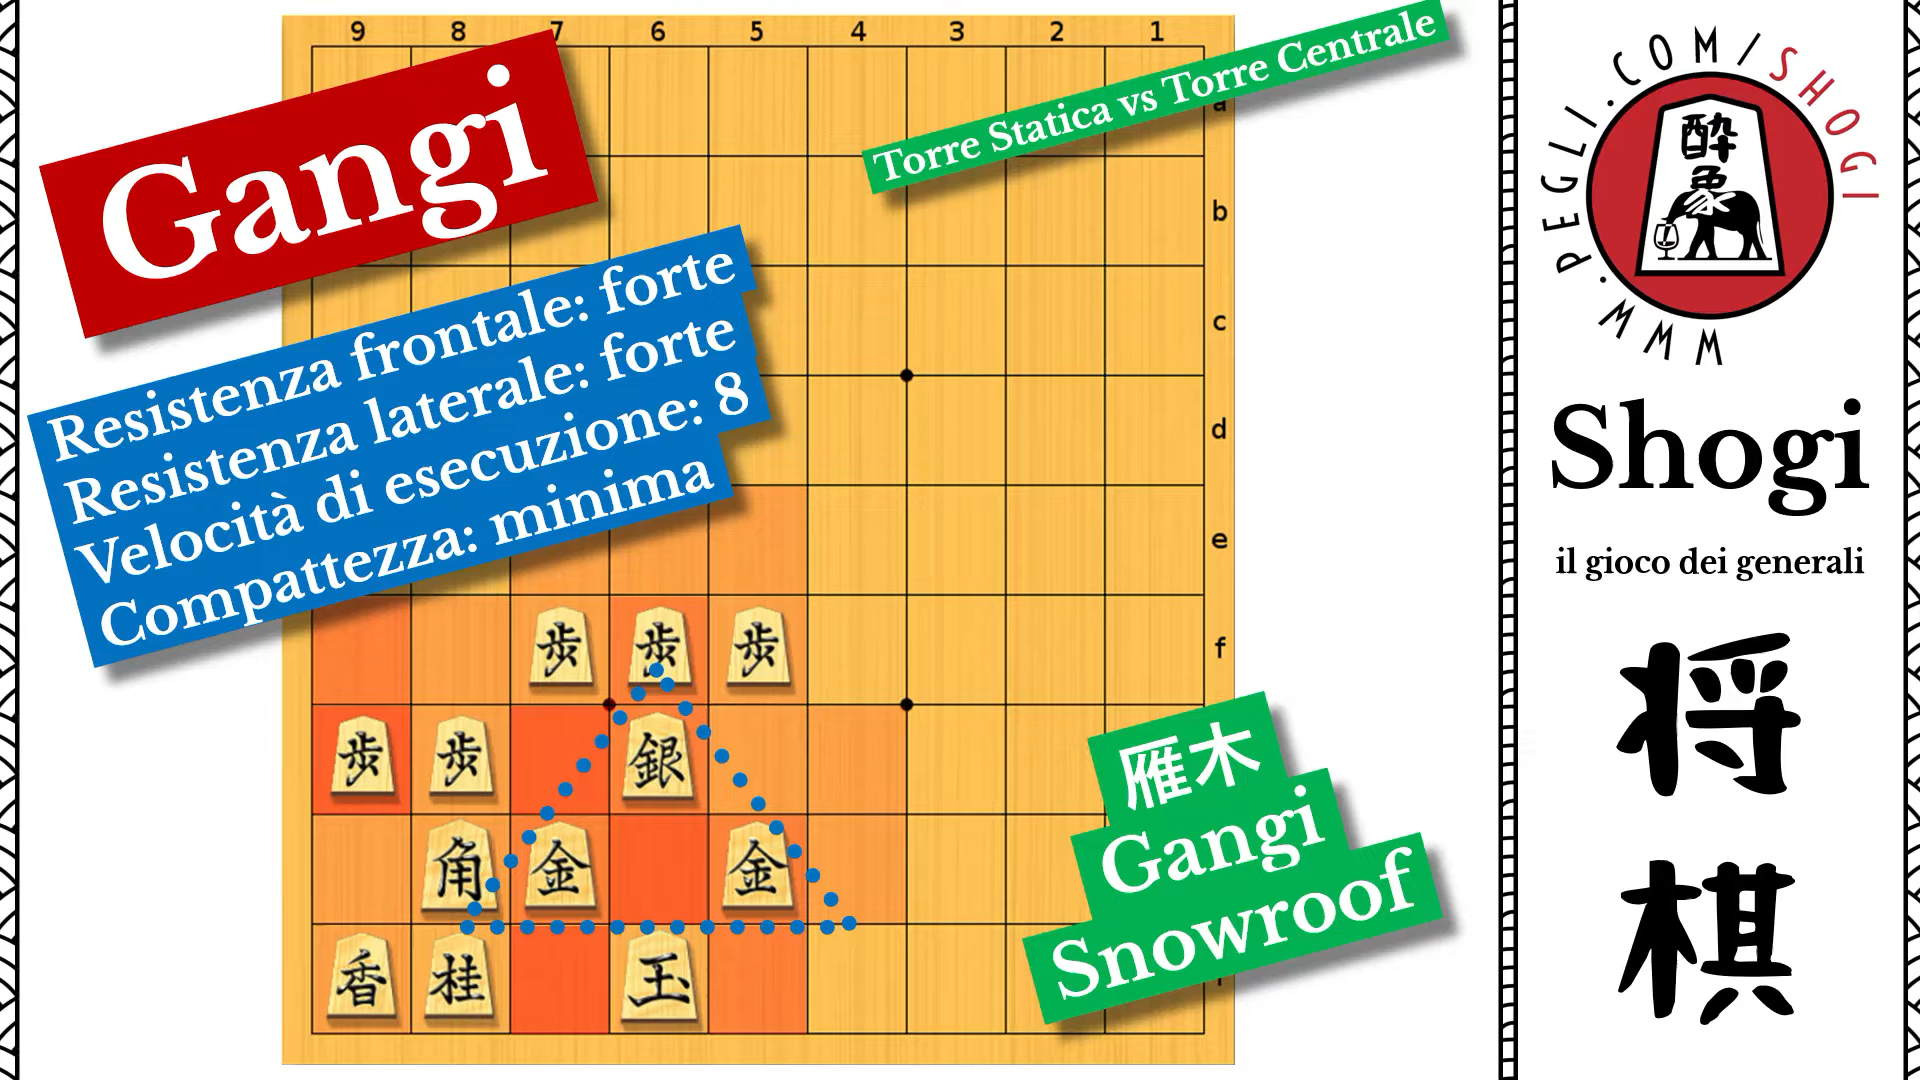 9 8 7 6 5 4 3 2 1
Gangi
Torre Statica vs Torre Centrale
a
b
c
d
e
f
Resistenza frontale: forte
Resistenza laterale: forte
Velocità di esecuzione: 8
Compattezza: minima
歩 歩 歩
歩 歩 銀
角 金 金
香 桂 玉
雁木
Gangi
Snowroof
WWW.PEGLI.COM/SHOGI
酔象
Shogi
il gioco dei generali
将
棋